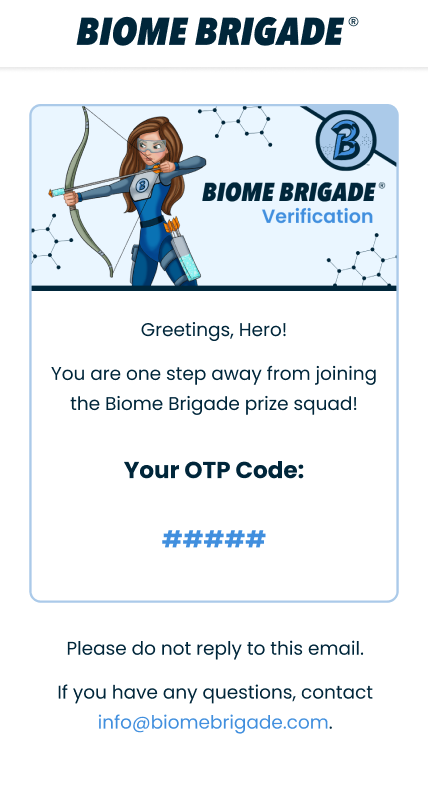 BIOME BRIGADE®
B
BIOME BRIGADE®
Verification
B
Greetings, Hero!
You are one step away from joining
the Biome Brigade prize squad!
Your OTP Code:
#####
Please do not reply to this email.
If you have any questions, contact
info@biomebrigade.com.